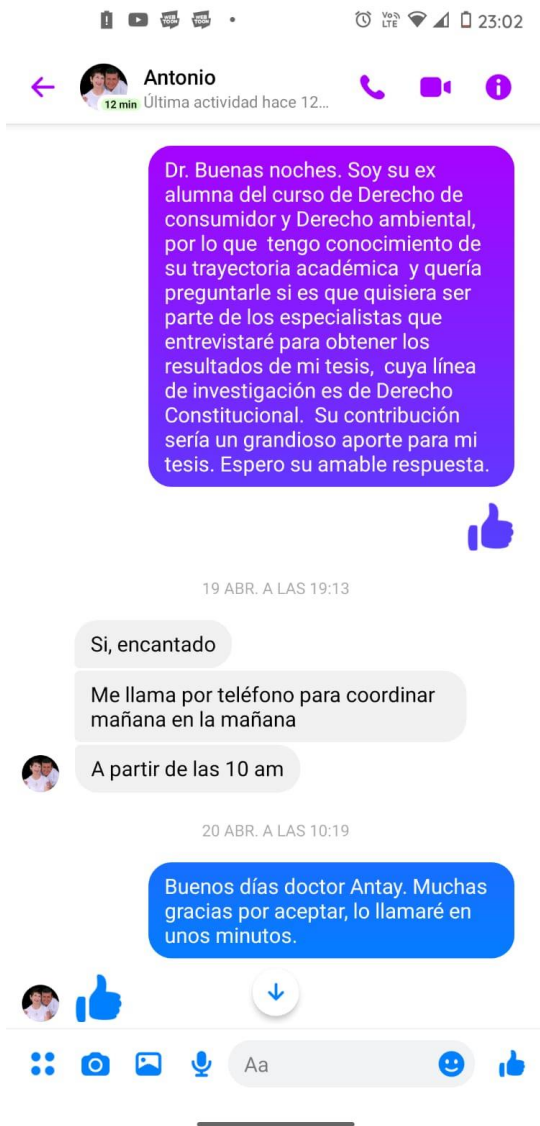 23:02
Antonio
12 min Última actividad hace 12...
Dr. Buenas noches. Soy su ex
alumna del curso de Derecho de
consumidor y Derecho ambiental,
por lo que  tengo conocimiento de
su trayectoria académica  y quería
preguntarle si es que quisiera ser
parte de los especialistas que
entrevistaré para obtener los
resultados de mi tesis,  cuya línea
de investigación es de Derecho
Constitucional.  Su contribución
sería un grandioso aporte para mi
tesis. Espero su amable respuesta.
19 ABR. A LAS 19:13
Si, encantado
Me llama por teléfono para coordinar
mañana en la mañana
A partir de las 10 am
20 ABR. A LAS 10:19
Buenos días doctor Antay. Muchas
gracias por aceptar, lo llamaré en
unos minutos.
Aa